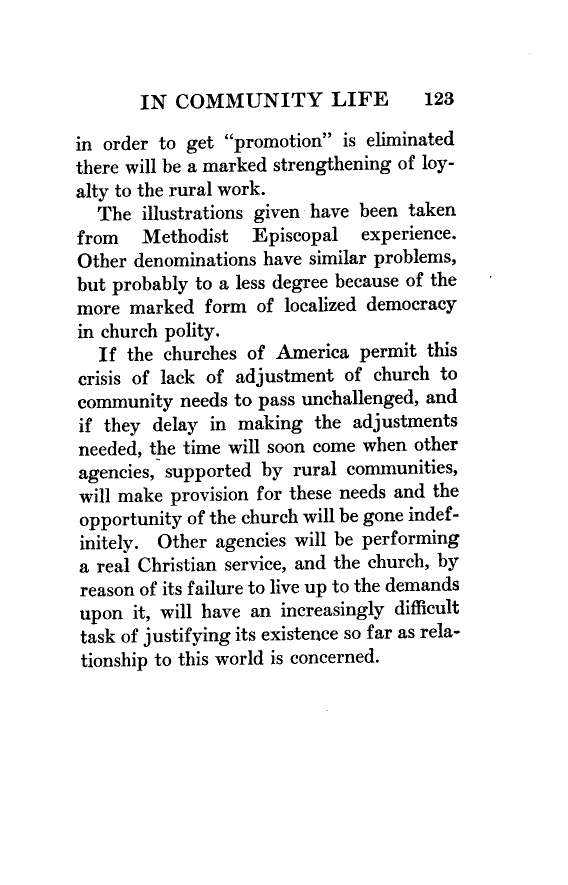 IN COMMUNITY LIFE 123
in order to get “promotion” is eliminated
there will be a marked strengthening of loy-
alty to the rural work.
The illustrations given have been taken
from Methodist Episcopal experience.
Other denominations have similar problems,
but probably to a less degree because of the
more marked form of localized democracy
in church polity.
If the churches of America permit this
crisis of lack of adjustment of church to
community needs to pass unchallenged, and
if they delay in making the adjustments
needed, the time will soon come when other
agencies, supported by rural communities,
will make provision for these needs and the
opportunity of the church will be gone indef-
initely. Other agencies will be performing
a real Christian service, and the church, by
reason of its failure to live up to the demands
upon it, will have an increasingly difficult
task of justifying its existence so far as rela-
tionship to this world is concerned.